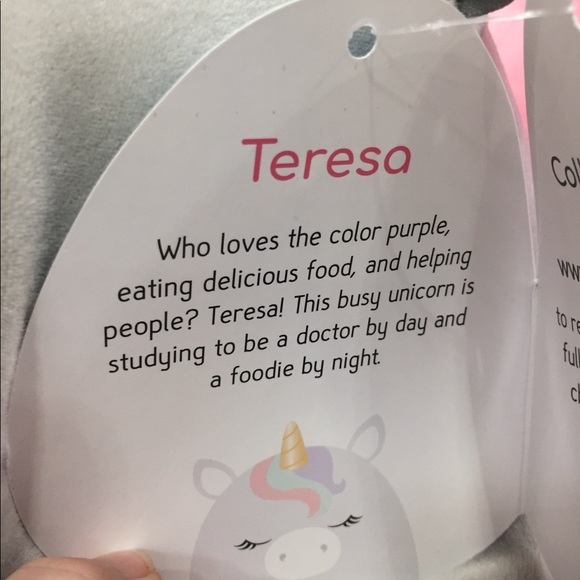 Teresa
Who loves the color purple,
eating delicious food, and helping
people? Teresa! This busy unicorn is
studying to be a doctor by day and
a foodie by night.
to